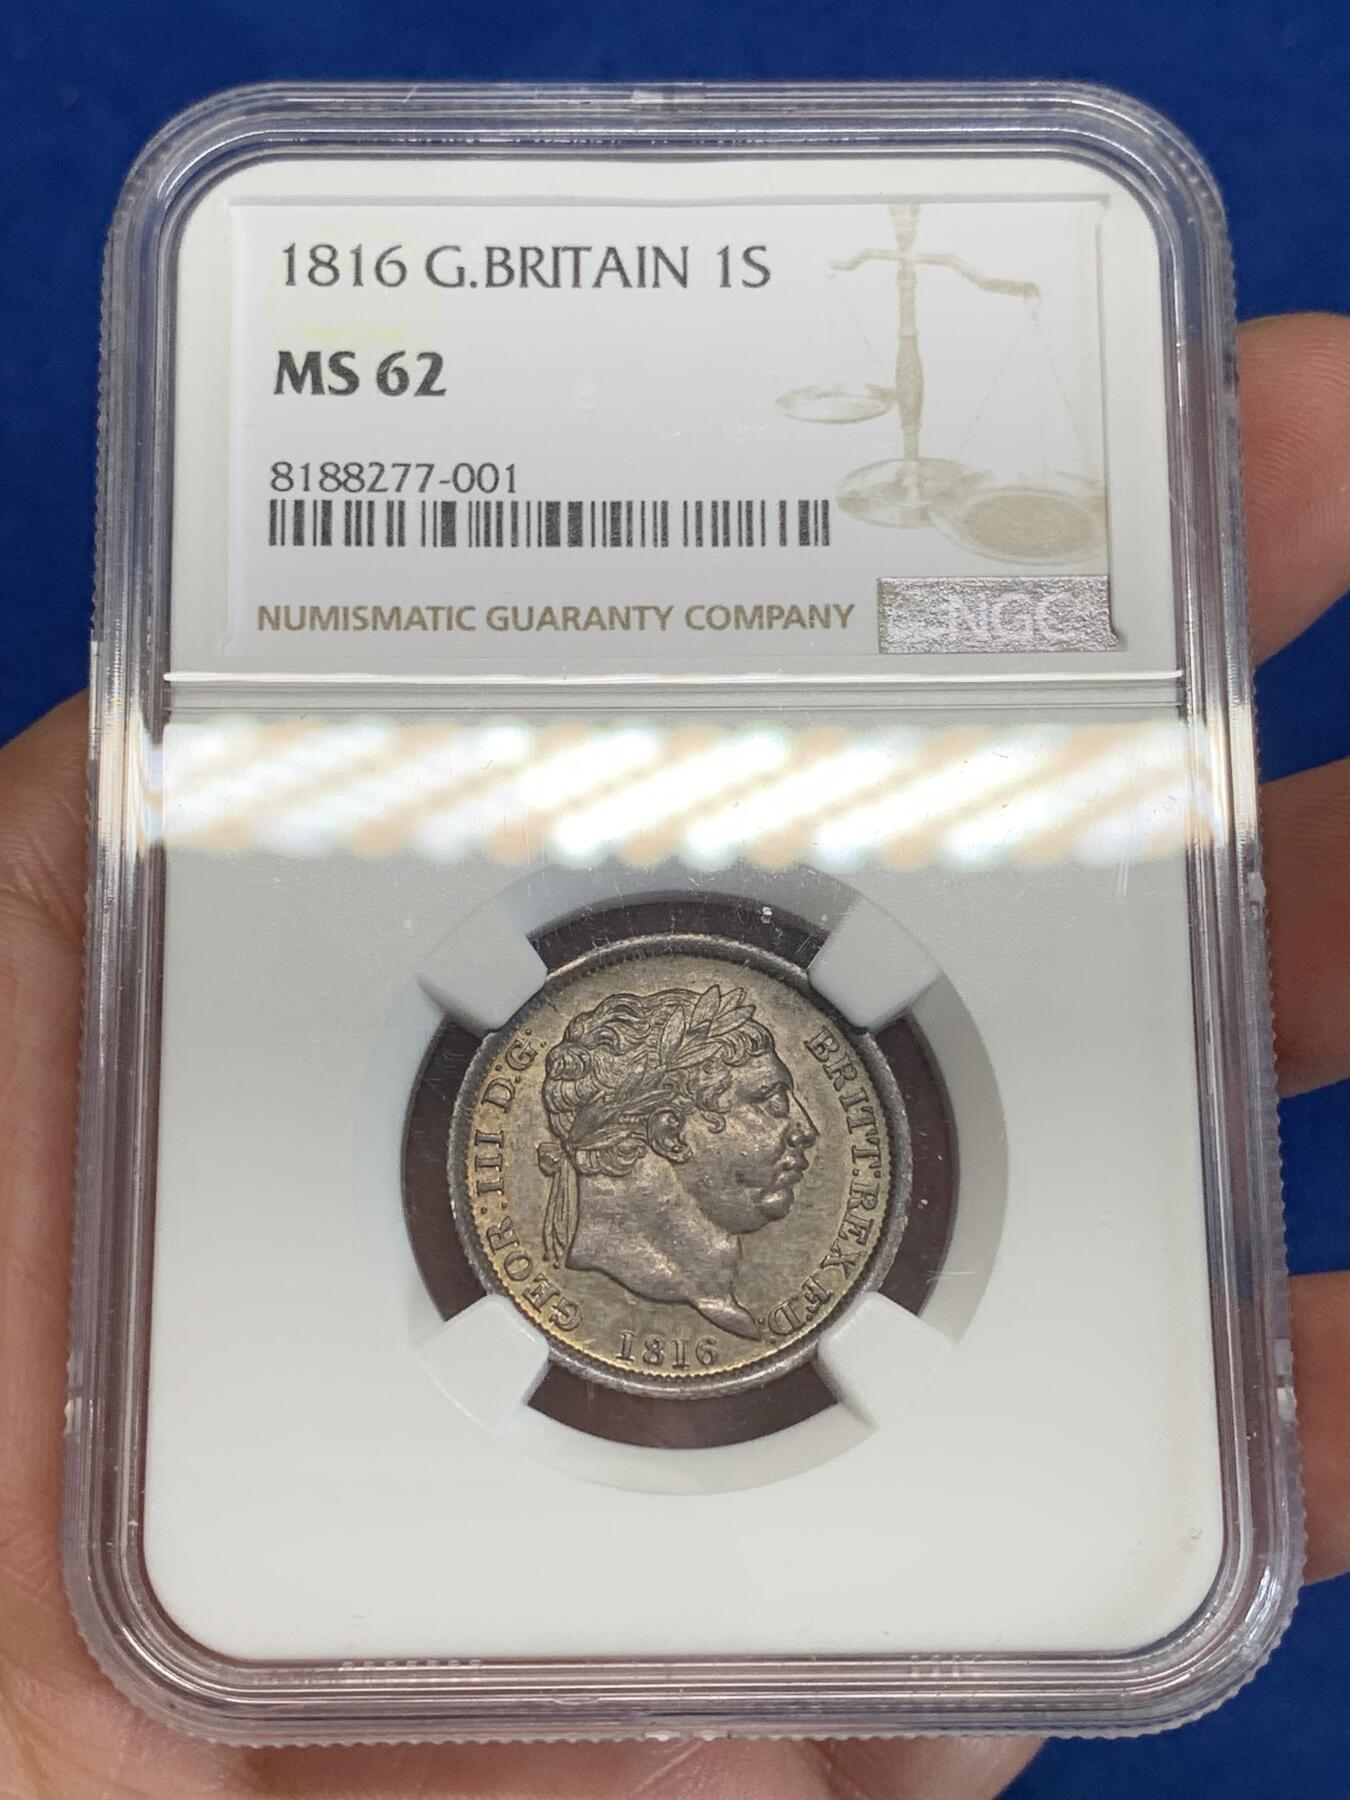 1816 G.BRITAIN 1S
MS 62
8188277-001
NUMISMATIC GUARANTY COMPANY
NGC
GEOR:III D:G: BRITT:REX F:D:
1816